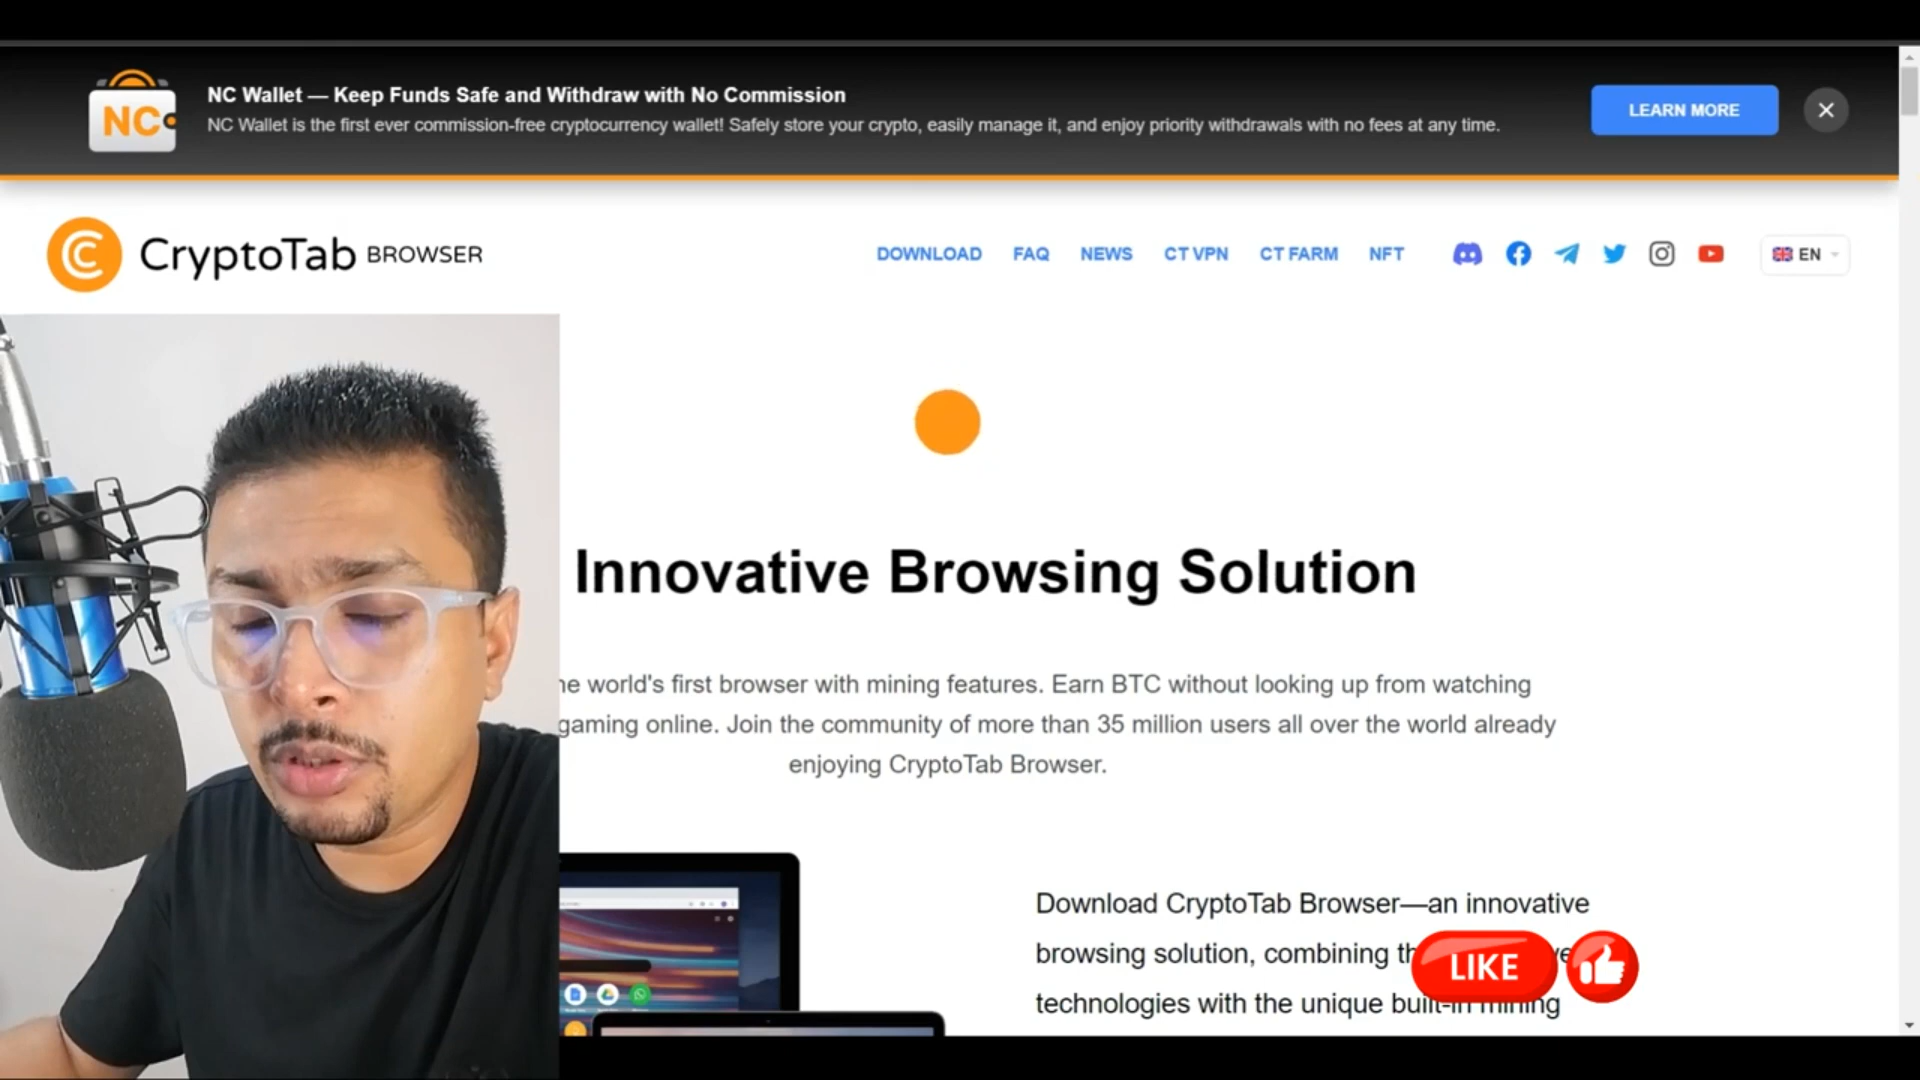 NC Wallet — Keep Funds Safe and Withdraw with No Commission
NC
NC Wallet is the first ever commission-free cryptocurrency wallet! Safely store your crypto, easily manage it, and enjoy priority withdrawals with no fees at any time.
LEARN MORE
CryptoTab BROWSER
DOWNLOAD FAQ NEWS CT VPN CT FARM NFT EN
Innovative Browsing Solution
world's first browser with mining features. Earn BTC without looking up from watching
gaming online. Join the community of more than 35 million users all over the world already
enjoying CryptoTab Browser.
Download CryptoTab Browser—an innovative
browsing solution, combining
LIKE
technologies with the unique built-in mining